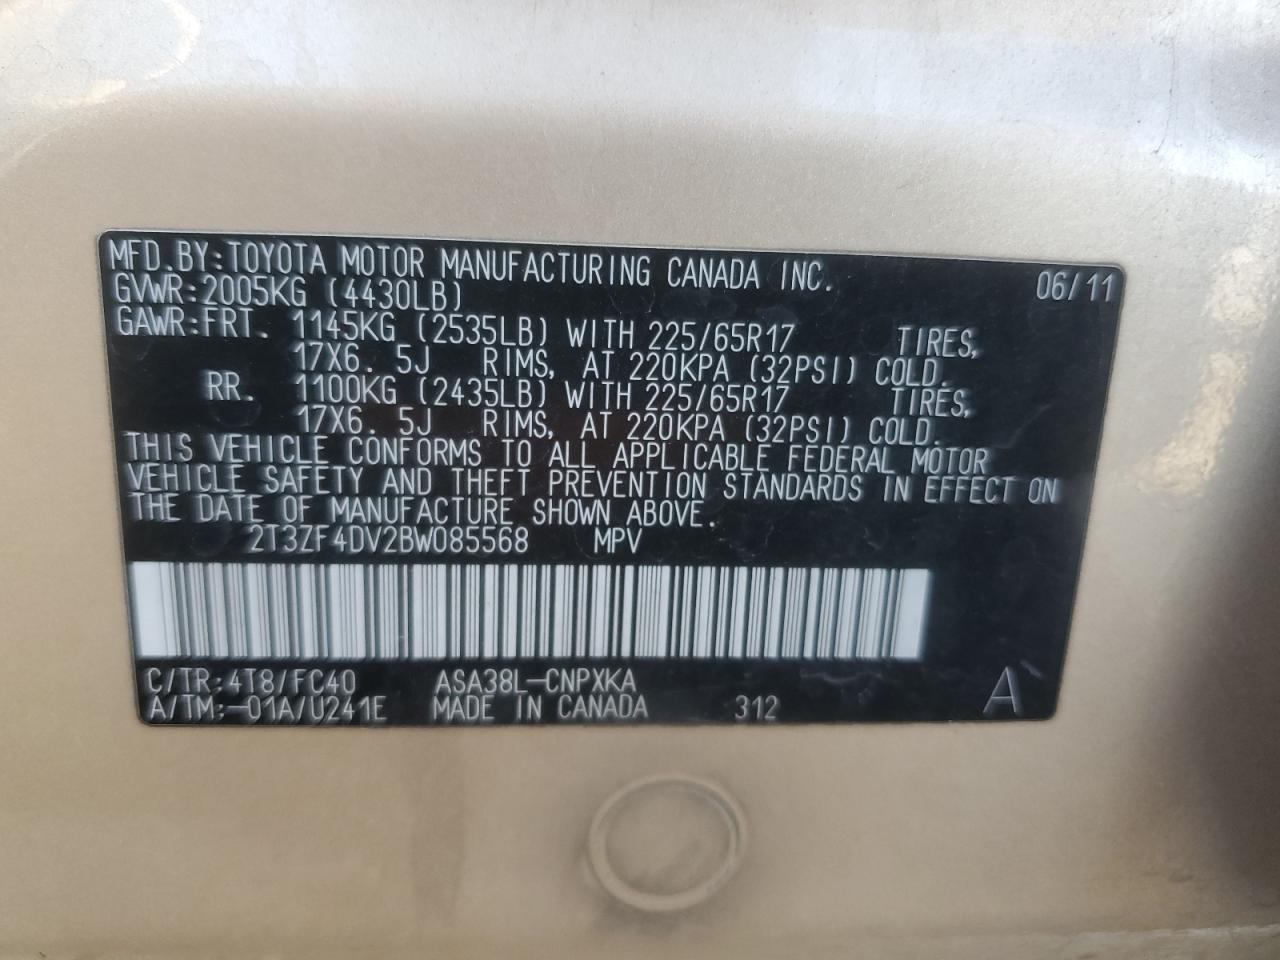 MFD. BY: TOYOTA MOTOR MANUFACTURING CANADA INC. 06/11
GVWR: 2005KG (4430LB)
GAWR: FRT. 1145KG (2535LB) WITH 225/65R17 TIRES,
17X6. 5J RIMS, AT 220KPA (32PSI) COLD.
RR. 1100KG (2435LB) WITH 225/65R17 TIRES,
17X6. 5J RIMS, AT 220KPA (32PSI) COLD.
THIS VEHICLE CONFORMS TO ALL APPLICABLE FEDERAL MOTOR
VEHICLE SAFETY AND THEFT PREVENTION STANDARDS IN EFFECT ON
THE DATE OF MANUFACTURE SHOWN ABOVE.
2T3ZF4DV2BW085568 MPV
C/TR: 4T8/FC40 ASA38L-CNPXKA
A/TM: -01A/U241E MADE IN CANADA 312 A